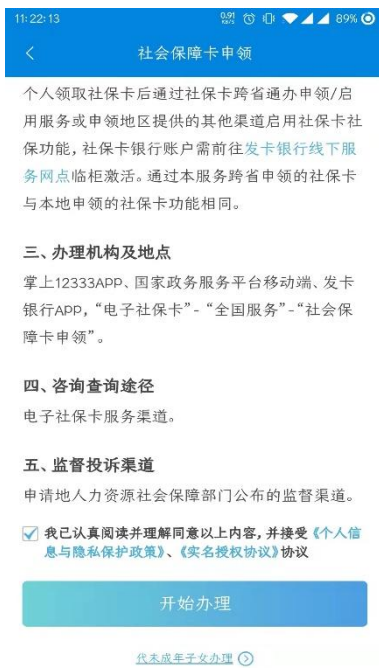 11:22:13 0.91 KB/S 89%
社会保障卡申领
个人领取社保卡后通过社保卡跨省通办申领/启
用服务或申领地区提供的其他渠道启用社保卡社
保功能,社保卡银行账户需前往发卡银行线下服
务网点临柜激活。通过本服务跨省申领的社保卡
与本地申领的社保卡功能相同。
三、办理机构及地点
掌上12333APP、国家政务服务平台移动端、发卡
银行APP,“电子社保卡”-“全国服务”-“社会保
障卡申领”。
四、咨询查询途径
电子社保卡服务渠道。
五、监督投诉渠道
申请地人力资源社会保障部门公布的监督渠道。
我已认真阅读并理解同意以上内容,并接受《个人信
息与隐私保护政策》、《实名授权协议》协议
开始办理
代未成年子女办理